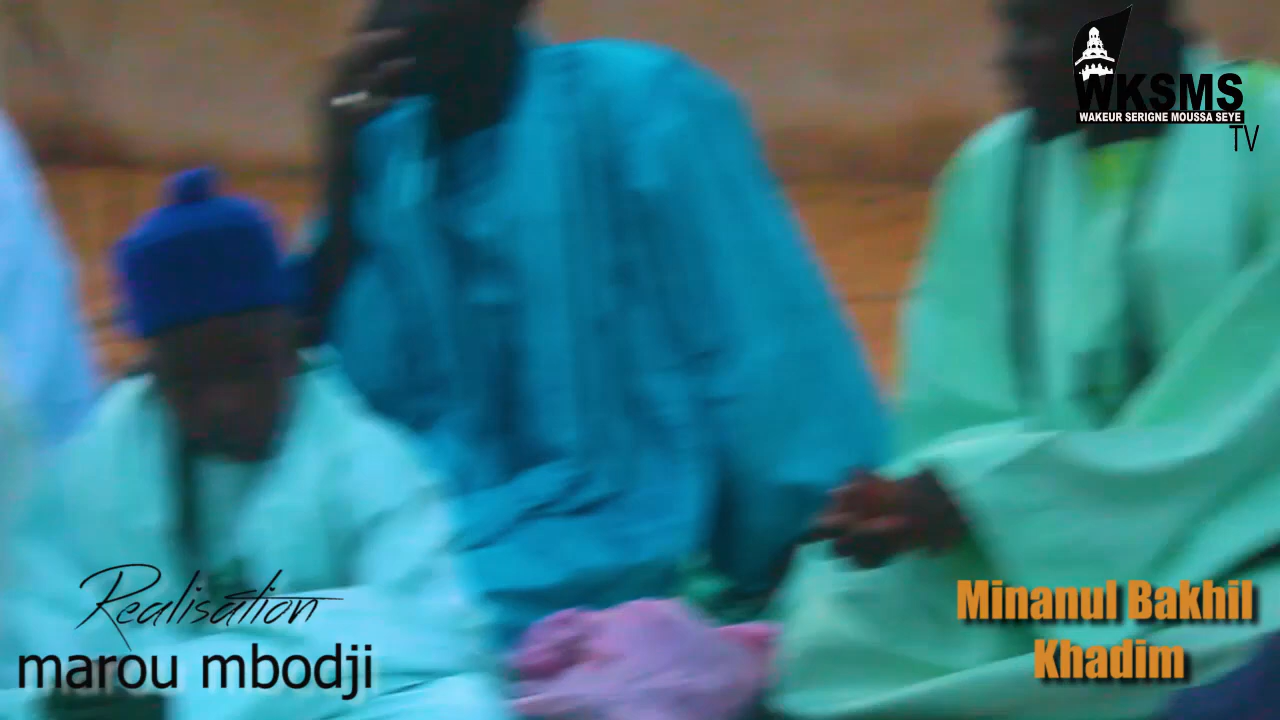 WKSMS
WAKEUR SERIGNE MOUSSA SEYE
TV
Realisation
marou mbodji
Minanul Bakhil
Khadim